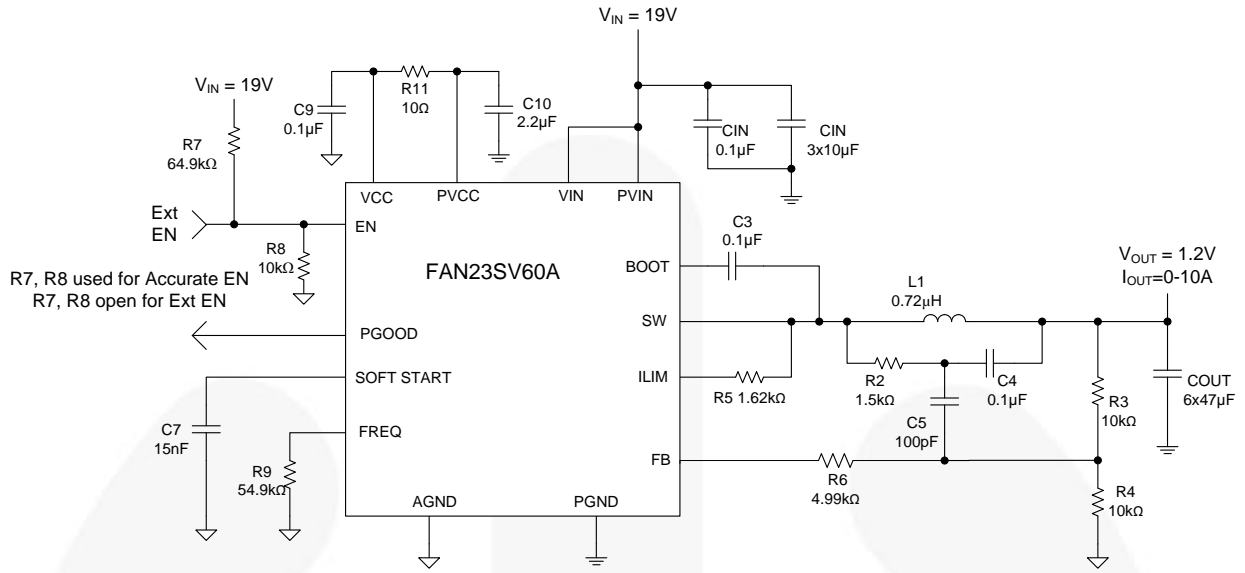 VIN = 19V
VIN = 19V
C9
0.1µF
R11
10Ω
C10
2.2µF
CIN
0.1µF
CIN
3x10µF
R7
64.9kΩ
VCC
PVCC
VIN
PVIN
Ext
EN
EN
R8
10kΩ
R7, R8 used for Accurate EN
R7, R8 open for Ext EN
FAN23SV60A
BOOT
C3
0.1µF
VOUT = 1.2V
IOUT=0-10A
L1
0.72µH
PGOOD
SW
SOFT START
ILIM
R5 1.62kΩ
R2
1.5kΩ
C4
0.1µF
C5
100pF
R3
10kΩ
COUT
6x47µF
C7
15nF
FREQ
R9
54.9kΩ
FB
R6
4.99kΩ
R4
10kΩ
AGND
PGND